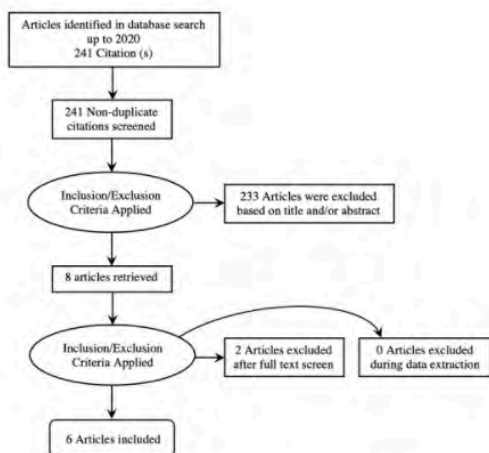 Articles identified in database search
up to 2020
241 Citation (s)
241 Non-duplicate
citations screened
Inclusion/Exclusion
Criteria Applied
233 Articles were excluded
based on title and/or abstract
8 articles retrieved
Inclusion/Exclusion
Criteria Applied
2 Articles excluded
after full text screen
0 Articles excluded
during data extraction
6 Articles included